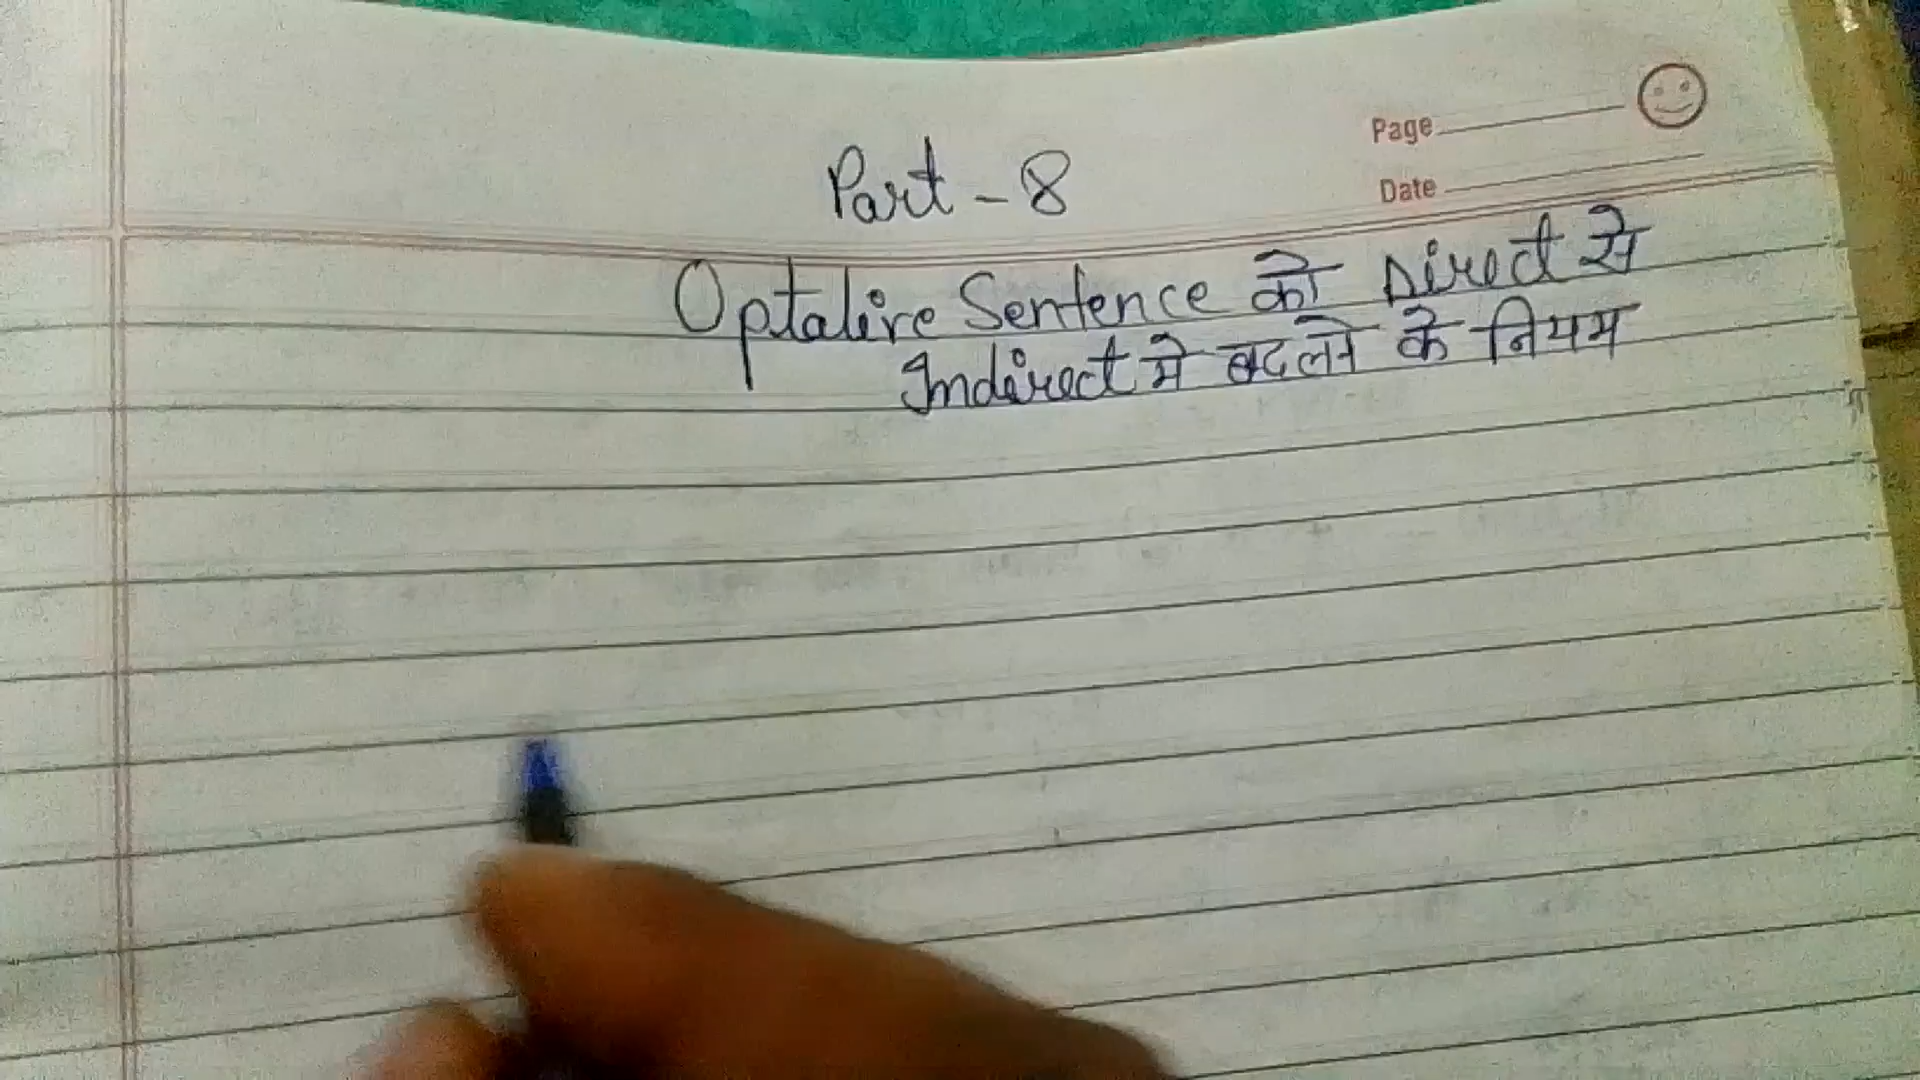 Page
Date
Part - 8
Optative Sentence को Direct से
Indirect मे बदलने के नियम